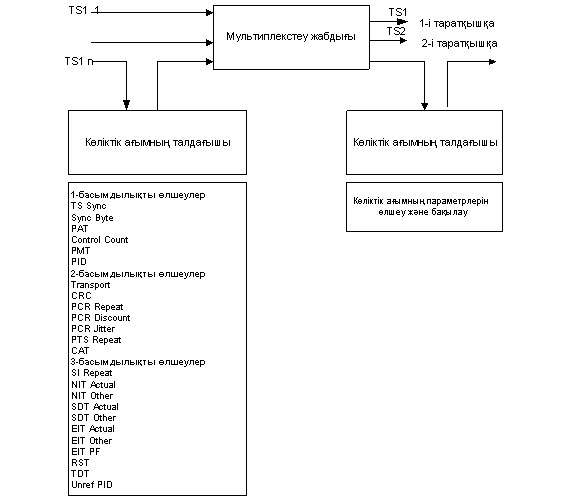 TS1 1
TS1
Мультиплекстеу жабдығы
1-і таратқышқа
TS2
2-і таратқышқа
TS1 n
Көліктік ағымның талдағышы
Көліктік ағымның талдағышы
1-басымдылықты өлшеулер
TS Sync
Sync Byte
PAT
Control Count
PMT
PID
2-басымдылықты өлшеулер
Transport
CRC
PCR Repeat
PCR Discount
PCR Jitter
PTS Repeat
CAT
3-басымдылықты өлшеулер
SI Repeat
NIT Actual
NIT Other
SDT Actual
SDT Other
EIT Actual
EIT Other
EIT PF
RST
TDT
Unref PID
Көліктік ағымның параметрлерін
өлшеу және бақылау